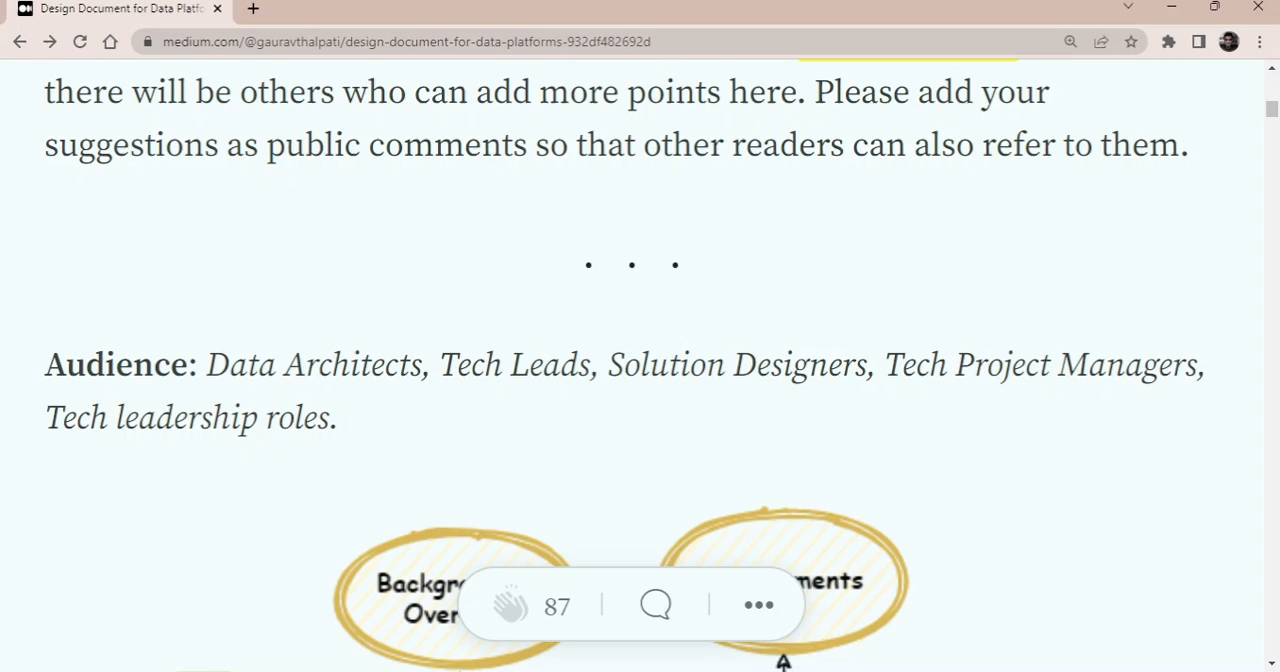 Design Document for Data Platfo
medium.com/@gauravthalpati/design-document-for-data-platforms-932df482692d
there will be others who can add more points here. Please add your
suggestions as public comments so that other readers can also refer to them.
. . .
Audience: Data Architects, Tech Leads, Solution Designers, Tech Project Managers,
Tech leadership roles.
Backgr
ments
Over
87